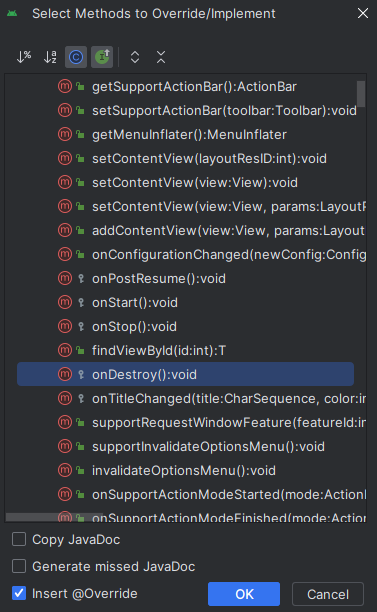 Select Methods to Override/Implement
getSupportActionBar():ActionBar
setSupportActionBar(toolbar:Toolbar):void
getMenuInflater():MenuInflater
setContentView(layoutResID:int):void
setContentView(view:View):void
setContentView(view:View, params:LayoutP
addContentView(view:View, params:Layout
onConfigurationChanged(newConfig:Config
onPostResume():void
onStart():void
onStop():void
findViewById(id:int):T
onDestroy():void
onTitleChanged(title:CharSequence, color:in
supportRequestWindowFeature(featureId:in
supportInvalidateOptionsMenu():void
invalidateOptionsMenu():void
onSupportActionModeStarted(mode:Action
onSupportActionModeFinished(mode:Action
Copy JavaDoc
Generate missed JavaDoc
Insert @Override
OK
Cancel